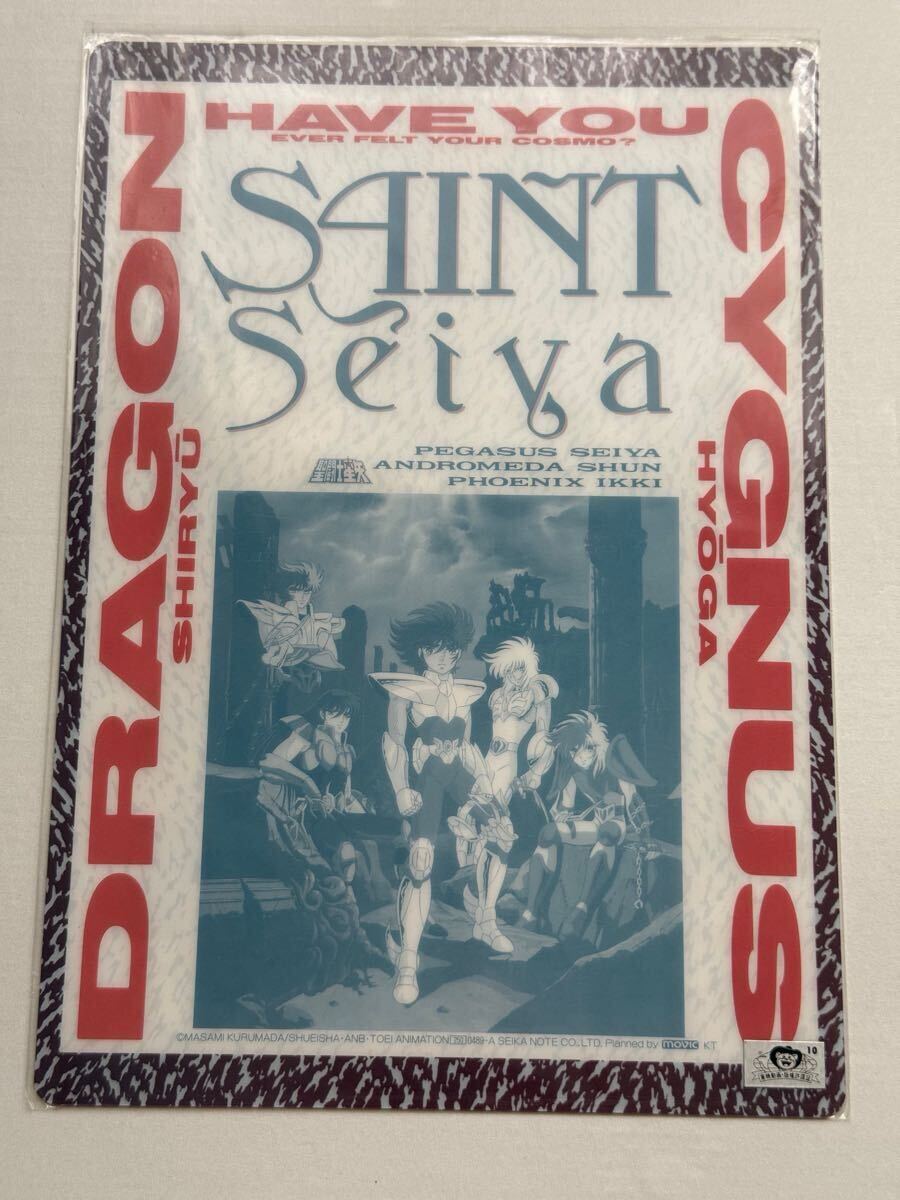 HAVE YOU
EVER FELT YOUR COSMO?
DRAGON
SHIRYŪ
CYGNUS
HYŌGA
SAINT
Seiya
PEGASUS SEIYA
聖闘士星矢
ANDROMEDA SHUN
PHOENIX IKKI
©MASAMI KURUMADA/SHUEISHA・ANB・TOEI ANIMATION 250 0489-A SEIKA NOTE CO.,LTD. Planned by movic KT
10